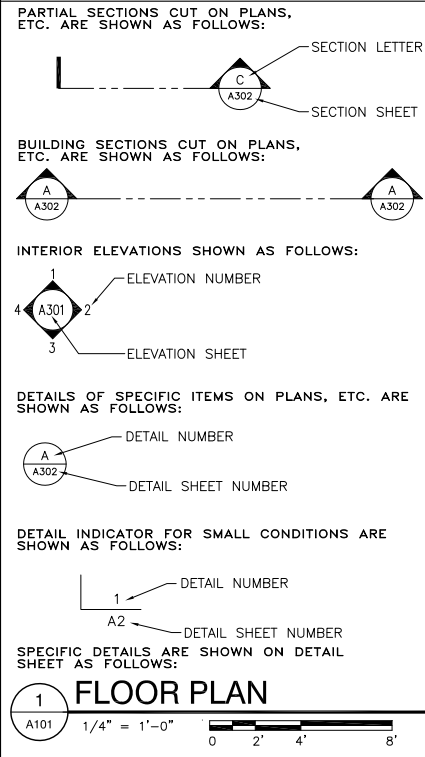 PARTIAL SECTIONS CUT ON PLANS,
ETC. ARE SHOWN AS FOLLOWS:
SECTION LETTER
C
A302
SECTION SHEET
BUILDING SECTIONS CUT ON PLANS,
ETC. ARE SHOWN AS FOLLOWS:
A A
A302 A302
INTERIOR ELEVATIONS SHOWN AS FOLLOWS:
1
ELEVATION NUMBER
4 A301 2
3
ELEVATION SHEET
DETAILS OF SPECIFIC ITEMS ON PLANS, ETC. ARE
SHOWN AS FOLLOWS:
DETAIL NUMBER
A
A302
DETAIL SHEET NUMBER
DETAIL INDICATOR FOR SMALL CONDITIONS ARE
SHOWN AS FOLLOWS:
DETAIL NUMBER
1
A2
DETAIL SHEET NUMBER
SPECIFIC DETAILS ARE SHOWN ON DETAIL
SHEET AS FOLLOWS:
1 FLOOR PLAN
A101 1/4" = 1'-0"
0 2' 4' 8'